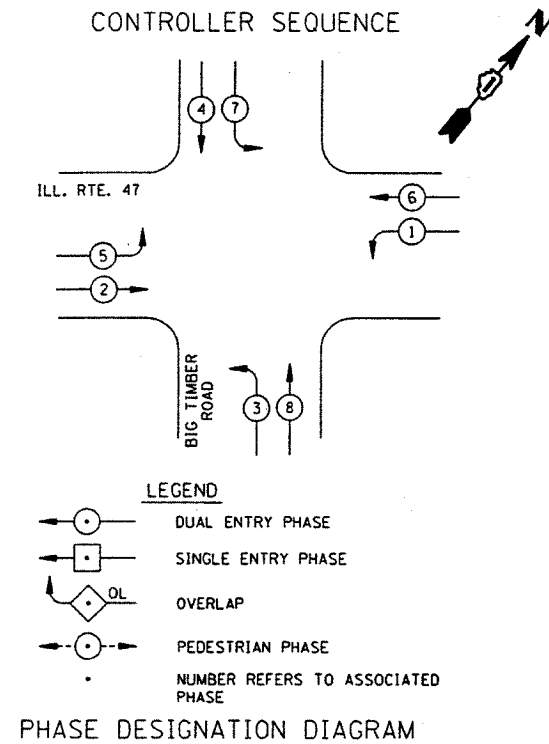 CONTROLLER SEQUENCE
N
4
7
ILL. RTE. 47
6
1
5
2
BIG TIMBER
ROAD
3
8
LEGEND
DUAL ENTRY PHASE
SINGLE ENTRY PHASE
OL
OVERLAP
PEDESTRIAN PHASE
NUMBER REFERS TO ASSOCIATED
PHASE
PHASE DESIGNATION DIAGRAM